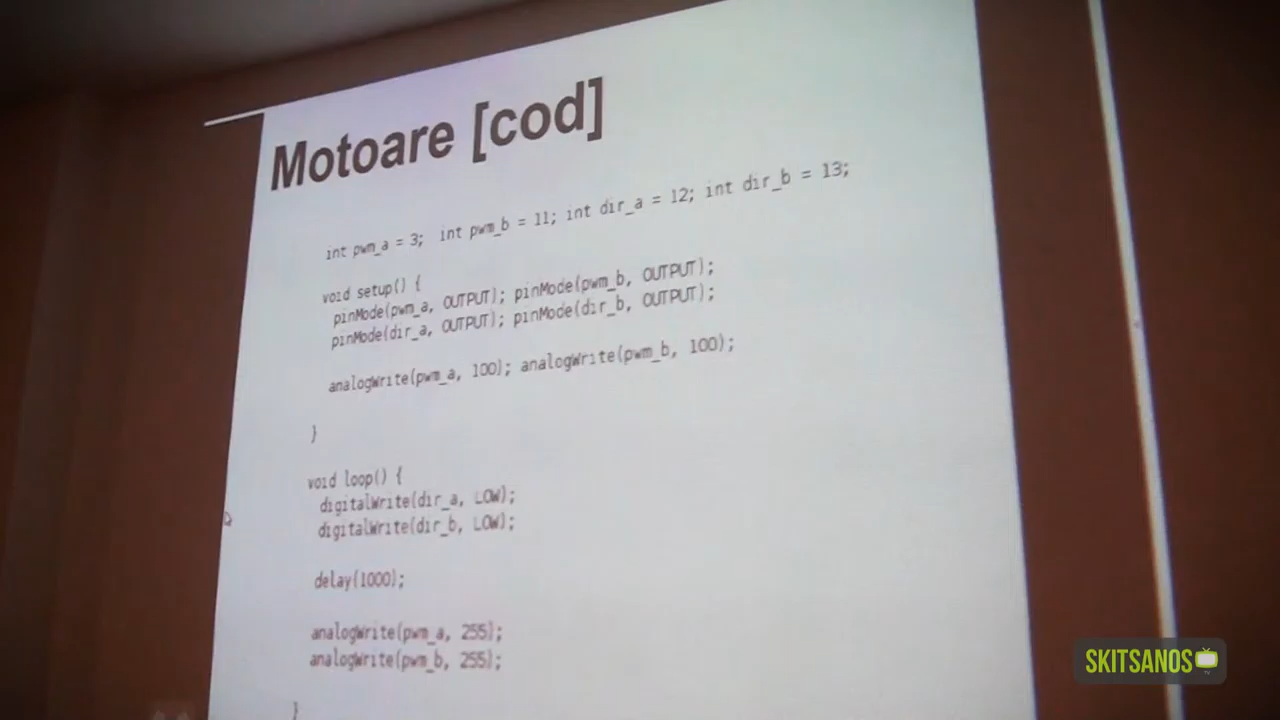 Motoare [cod]
int pwm_a = 3; int pwm_b = 11; int dir_a = 12; int dir_b = 13;
void setup() {
pinMode(pwm_a, OUTPUT); pinMode(pwm_b, OUTPUT);
pinMode(dir_a, OUTPUT); pinMode(dir_b, OUTPUT);
analogWrite(pwm_a, 100); analogWrite(pwm_b, 100);
}
void loop() {
digitalWrite(dir_a, LOW);
digitalWrite(dir_b, LOW);
delay(1000);
analogWrite(pwm_a, 255);
analogWrite(pwm_b, 255);
}
SKITSANOS
TV